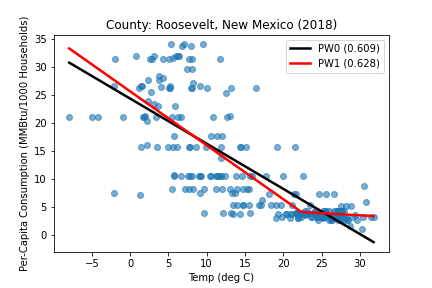 County: Roosevelt, New Mexico (2018)
PW0 (0.609)
PW1 (0.628)
Per-Capita Consumption (MMBtu/1000 Households)
35
30
25
20
15
10
5
0
−5 0 5 10 15 20 25 30
Temp (deg C)